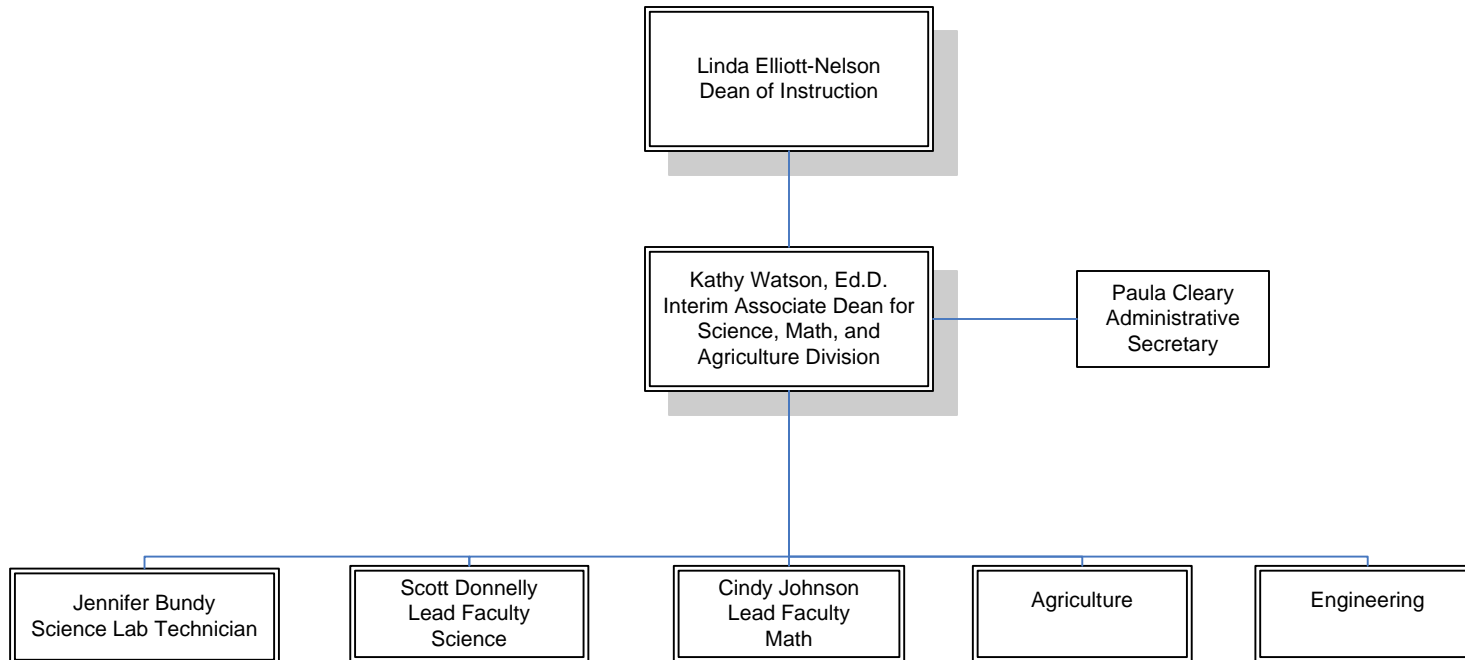 Linda Elliott-Nelson
Dean of Instruction
Kathy Watson, Ed.D.
Interim Associate Dean for
Science, Math, and
Agriculture Division
Paula Cleary
Administrative
Secretary
Jennifer Bundy
Science Lab Technician
Scott Donnelly
Lead Faculty
Science
Cindy Johnson
Lead Faculty
Math
Agriculture
Engineering